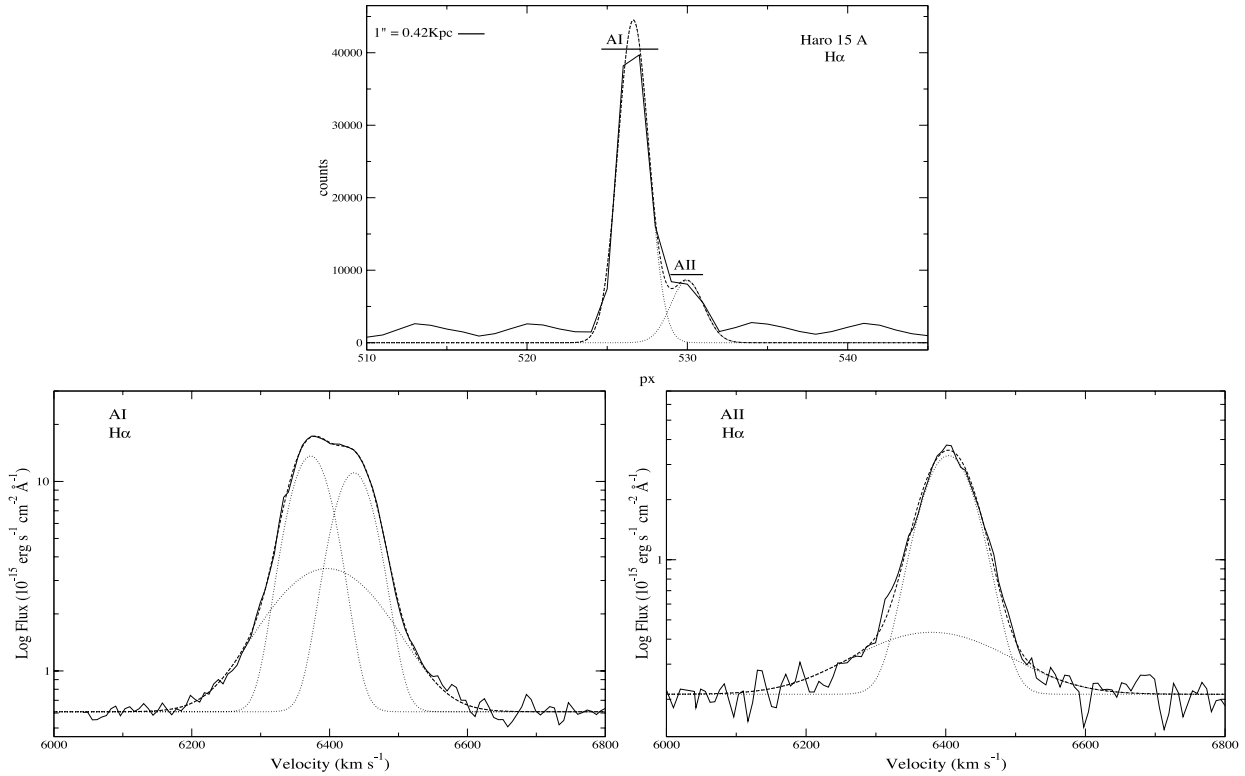 1" = 0.42Kpc
AI
AII
Haro 15 A
Hα
counts
40000
30000
20000
10000
0
510
520
530
540
px
AI
Hα
Log Flux (10⁻¹⁵ erg s⁻¹ cm⁻² Å⁻¹)
10
1
6000
6200
6400
6600
6800
Velocity (km s⁻¹)
AII
Hα
Log Flux (10⁻¹⁵ erg s⁻¹ cm⁻² Å⁻¹)
1
6000
6200
6400
6600
6800
Velocity (km s⁻¹)